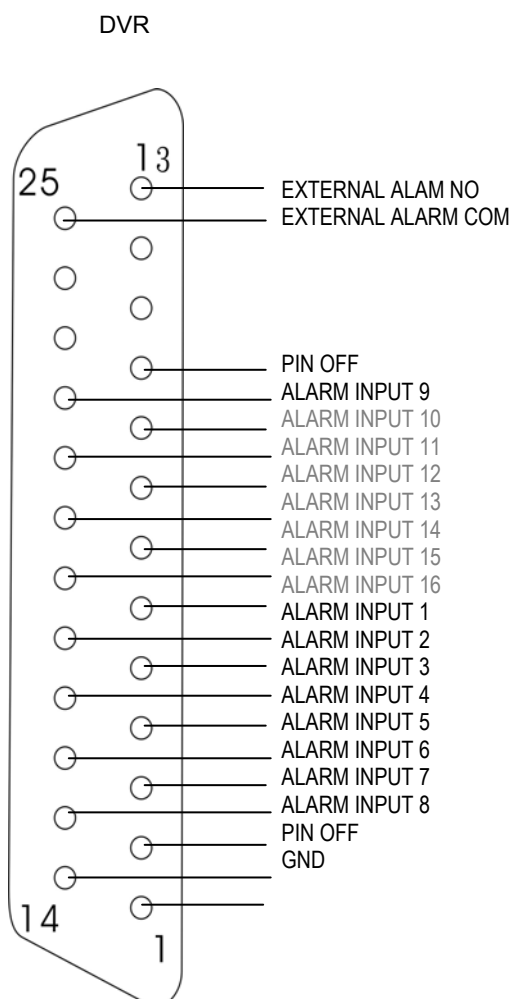 DVR
13
25
EXTERNAL ALAM NO
EXTERNAL ALARM COM
PIN OFF
ALARM INPUT 9
ALARM INPUT 10
ALARM INPUT 11
ALARM INPUT 12
ALARM INPUT 13
ALARM INPUT 14
ALARM INPUT 15
ALARM INPUT 16
ALARM INPUT 1
ALARM INPUT 2
ALARM INPUT 3
ALARM INPUT 4
ALARM INPUT 5
ALARM INPUT 6
ALARM INPUT 7
ALARM INPUT 8
PIN OFF
GND
14
1